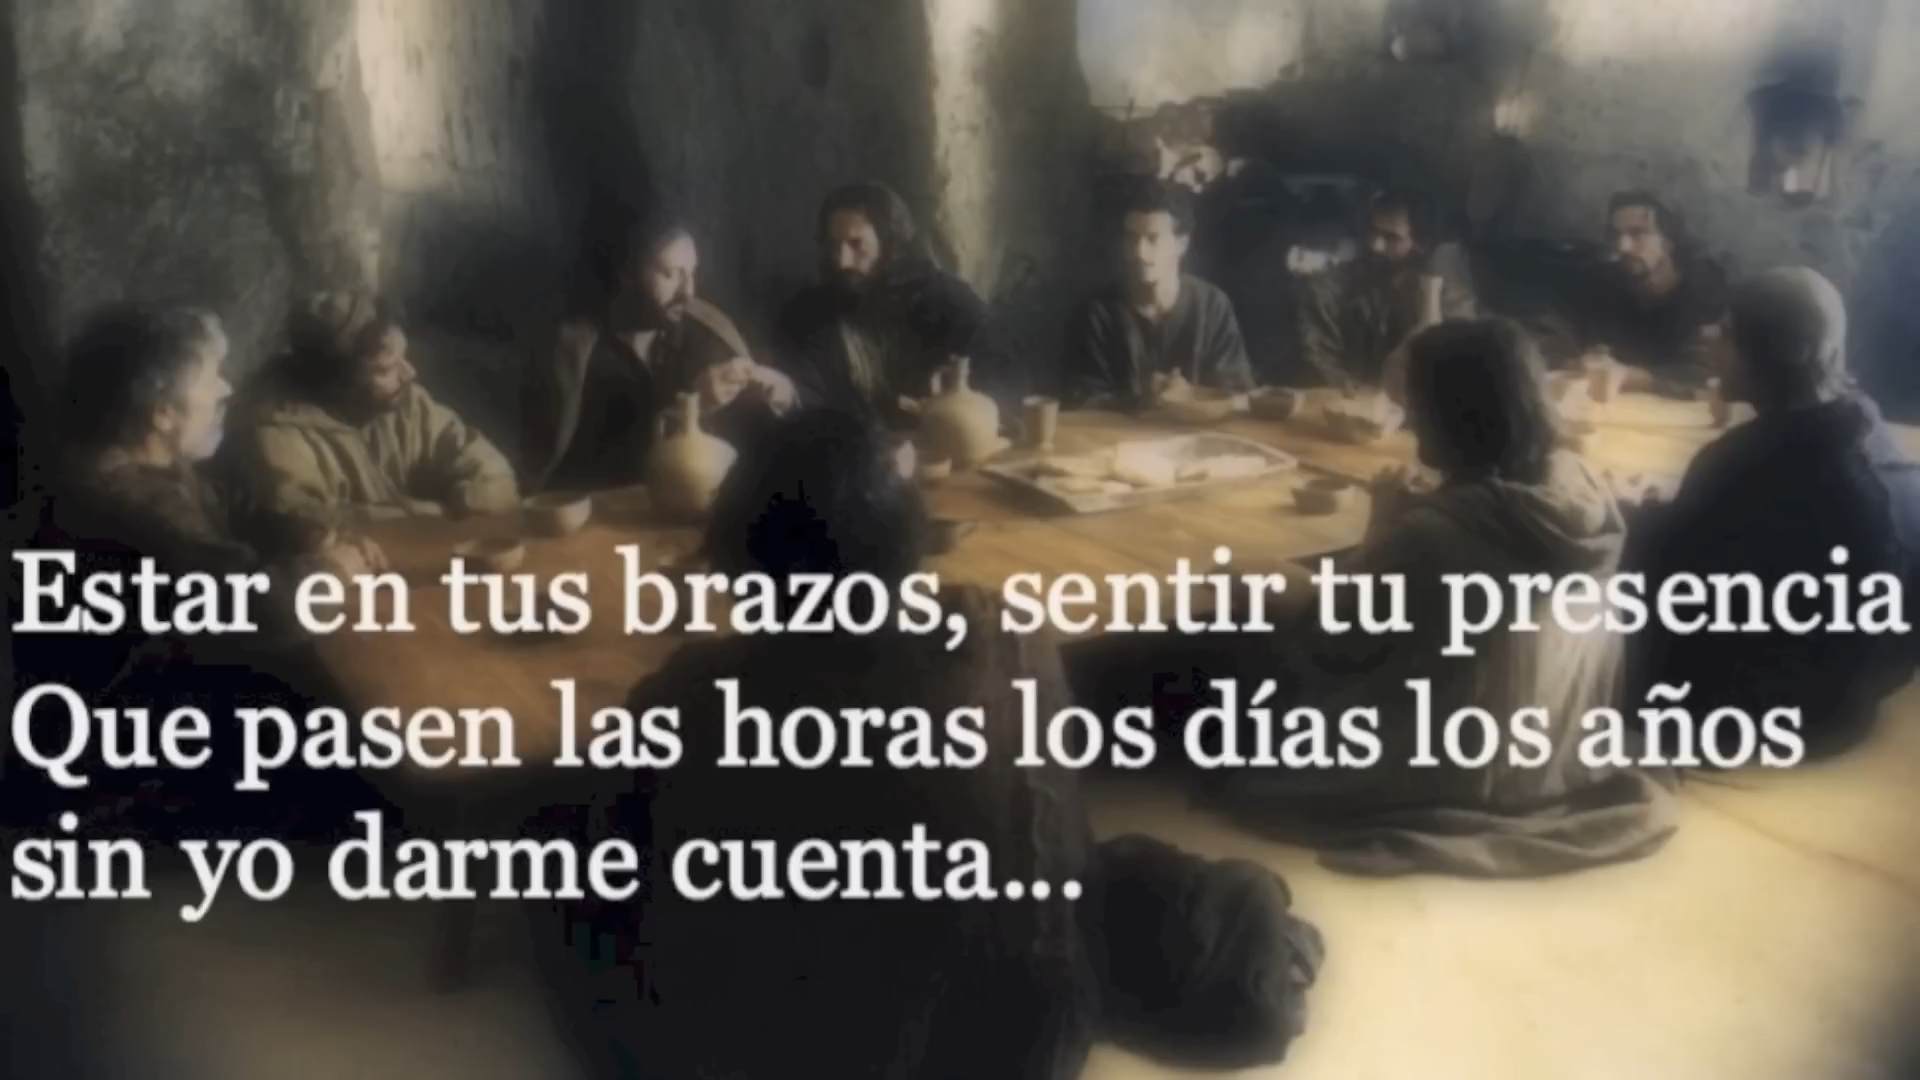 Estar en tus brazos, sentir tu presencia
Que pasen las horas los días los años
sin yo darme cuenta...